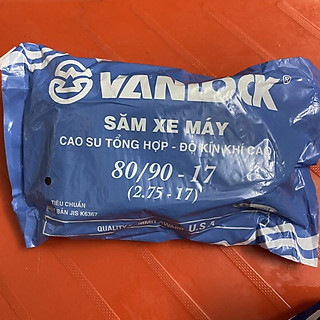 VANLOCK®
SĂM XE MÁY
CAO SU TỔNG HỢP - ĐỘ KÍN KHÍ CAO
80/90 - 17
(2.75 - 17)
TIÊU CHUẨN
BẢN JIS K6367
QUALITY U.S.A